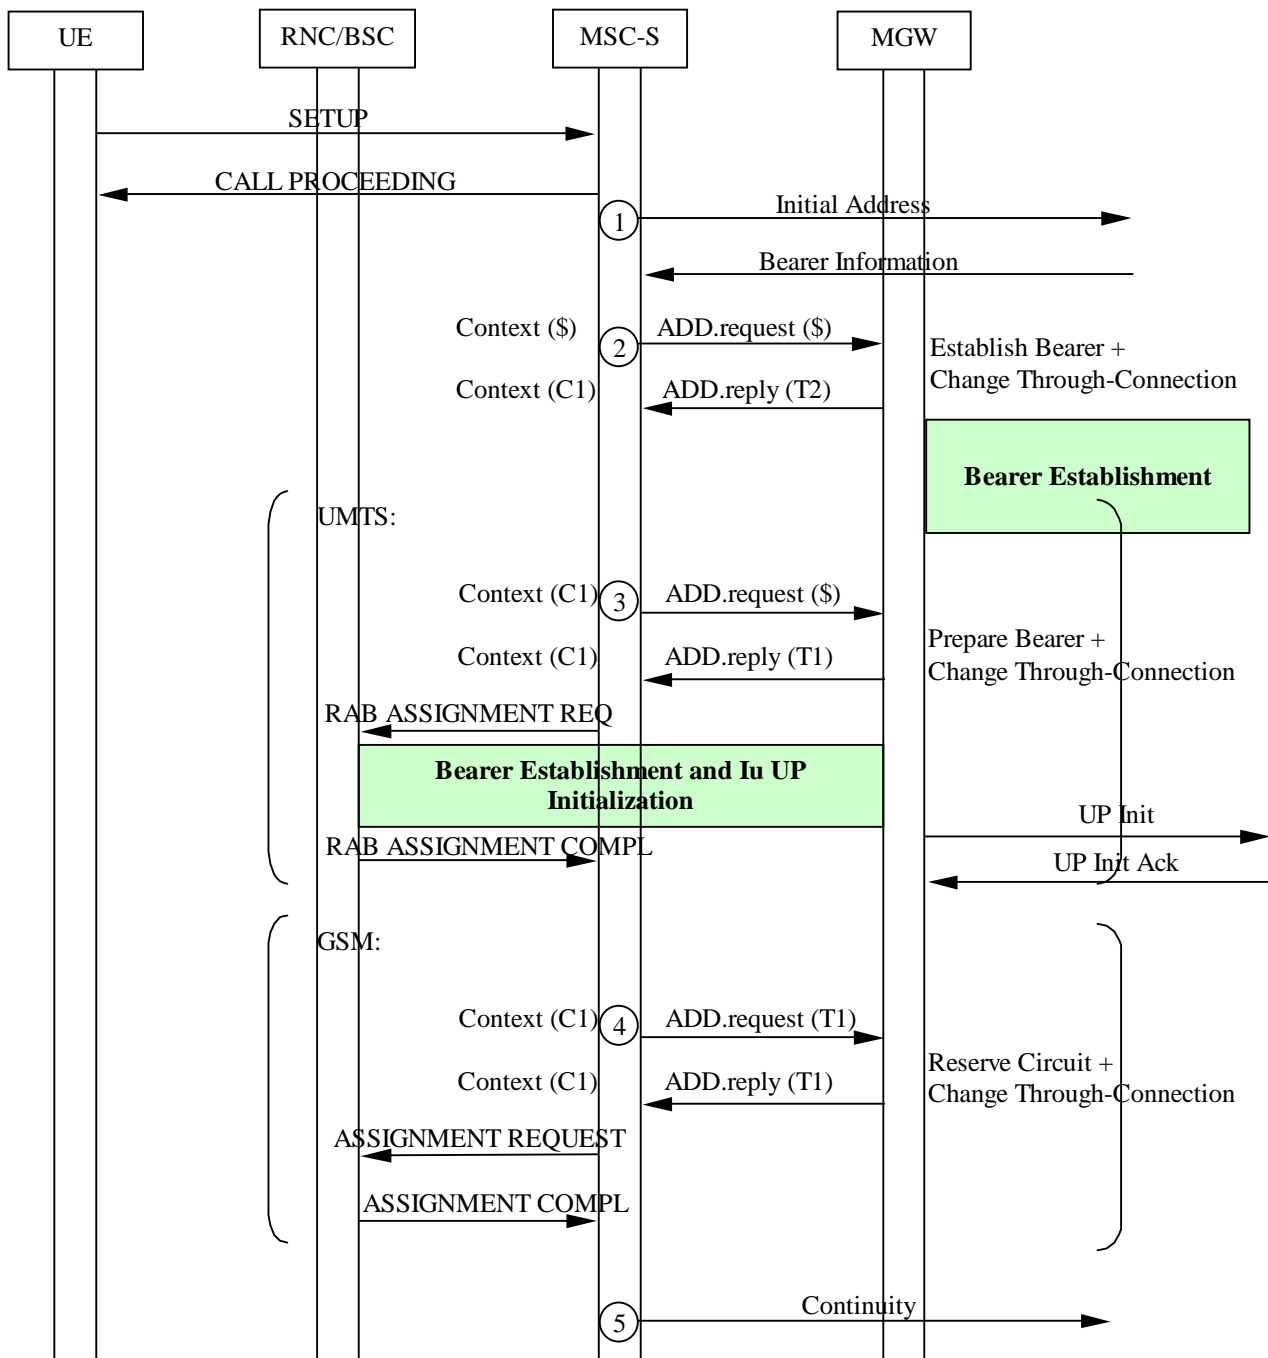 UE
RNC/BSC
MSC-S
MGW
SETUP
CALL PROCEEDING
1
Initial Address
Bearer Information
Context ($)
2
ADD.request ($)
Establish Bearer +
Change Through-Connection
Context (C1)
ADD.reply (T2)
Bearer Establishment
UMTS:
Context (C1)
3
ADD.request ($)
Prepare Bearer +
Change Through-Connection
Context (C1)
ADD.reply (T1)
RAB ASSIGNMENT REQ
Bearer Establishment and Iu UP
Initialization
UP Init
RAB ASSIGNMENT COMPL
UP Init Ack
GSM:
Context (C1)
4
ADD.request (T1)
Reserve Circuit +
Change Through-Connection
Context (C1)
ADD.reply (T1)
ASSIGNMENT REQUEST
ASSIGNMENT COMPL
5
Continuity